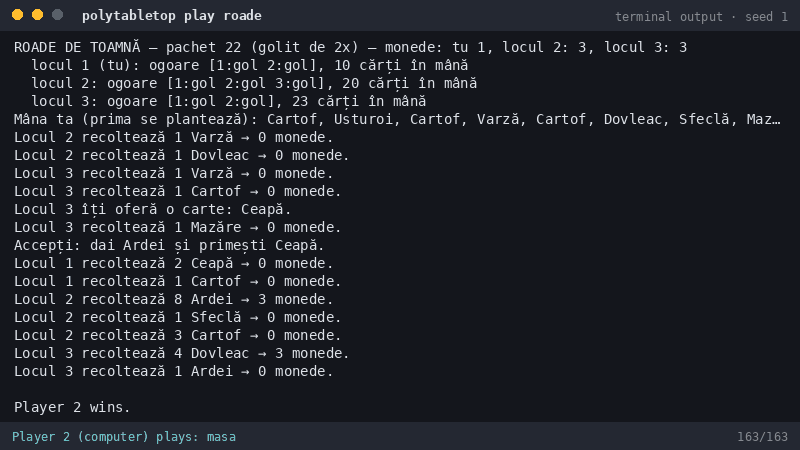 polytabletop play roade
terminal output · seed 1
ROADE DE TOAMNĂ — pachet 22 (golit de 2x) — monede: tu 1, locul 2: 3, locul 3: 3
locul 1 (tu): ogoare [1:gol 2:gol], 10 cărți în mână
locul 2: ogoare [1:gol 2:gol 3:gol], 20 cărți în mână
locul 3: ogoare [1:gol 2:gol], 23 cărți în mână
Mâna ta (prima se plantează): Cartof, Usturoi, Cartof, Varză, Cartof, Dovleac, Sfeclă, Maz…
Locul 2 recoltează 1 Varză → 0 monede.
Locul 2 recoltează 1 Dovleac → 0 monede.
Locul 3 recoltează 1 Varză → 0 monede.
Locul 3 recoltează 1 Cartof → 0 monede.
Locul 3 îți oferă o carte: Ceapă.
Locul 3 recoltează 1 Mazăre → 0 monede.
Accepți: dai Ardei și primești Ceapă.
Locul 1 recoltează 2 Ceapă → 0 monede.
Locul 1 recoltează 1 Cartof → 0 monede.
Locul 2 recoltează 8 Ardei → 3 monede.
Locul 2 recoltează 1 Sfeclă → 0 monede.
Locul 2 recoltează 3 Cartof → 0 monede.
Locul 3 recoltează 4 Dovleac → 3 monede.
Locul 3 recoltează 1 Ardei → 0 monede.
Player 2 wins.
Player 2 (computer) plays: masa
163/163